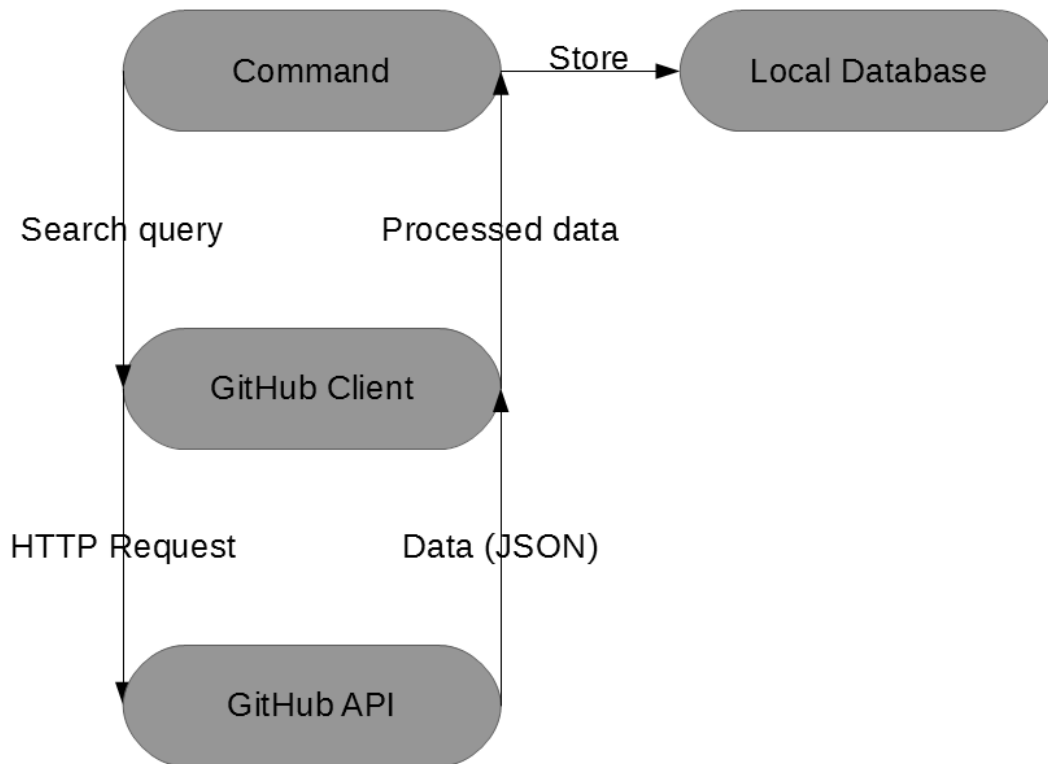 Command
Store
Local Database
Search query
Processed data
GitHub Client
HTTP Request
Data (JSON)
GitHub API